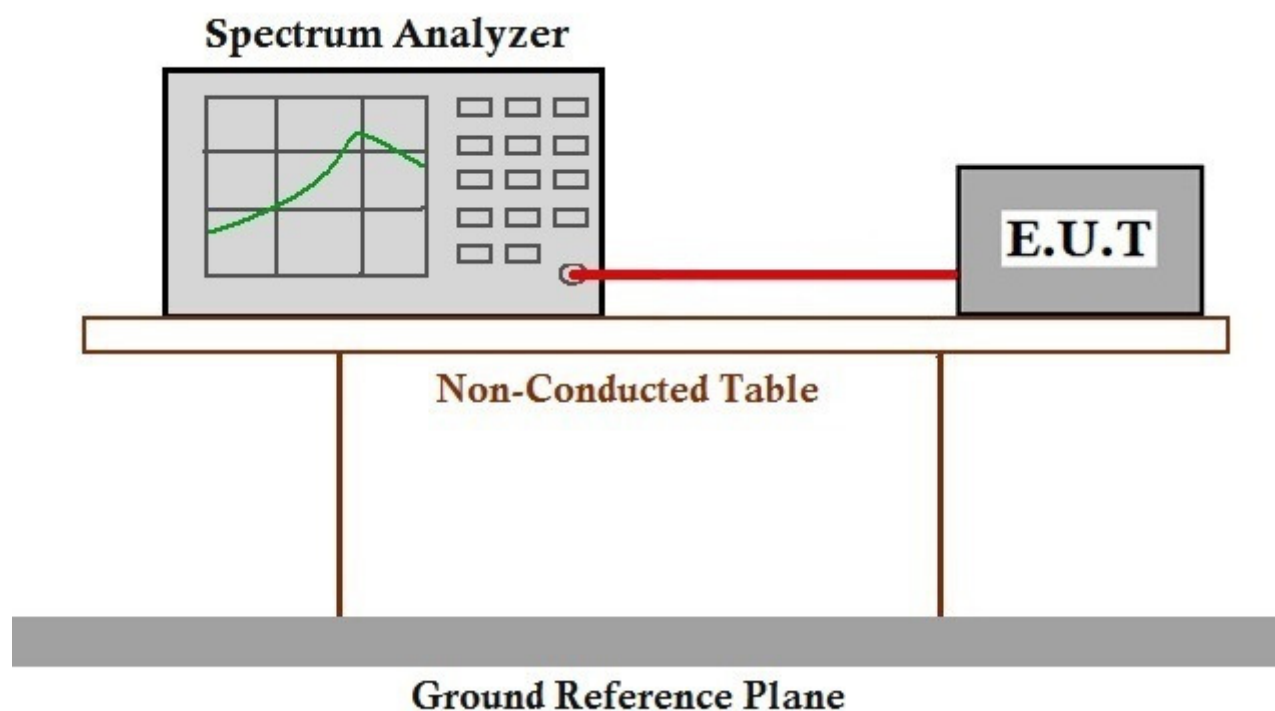 Spectrum Analyzer
E.U.T
Non-Conducted Table
Ground Reference Plane